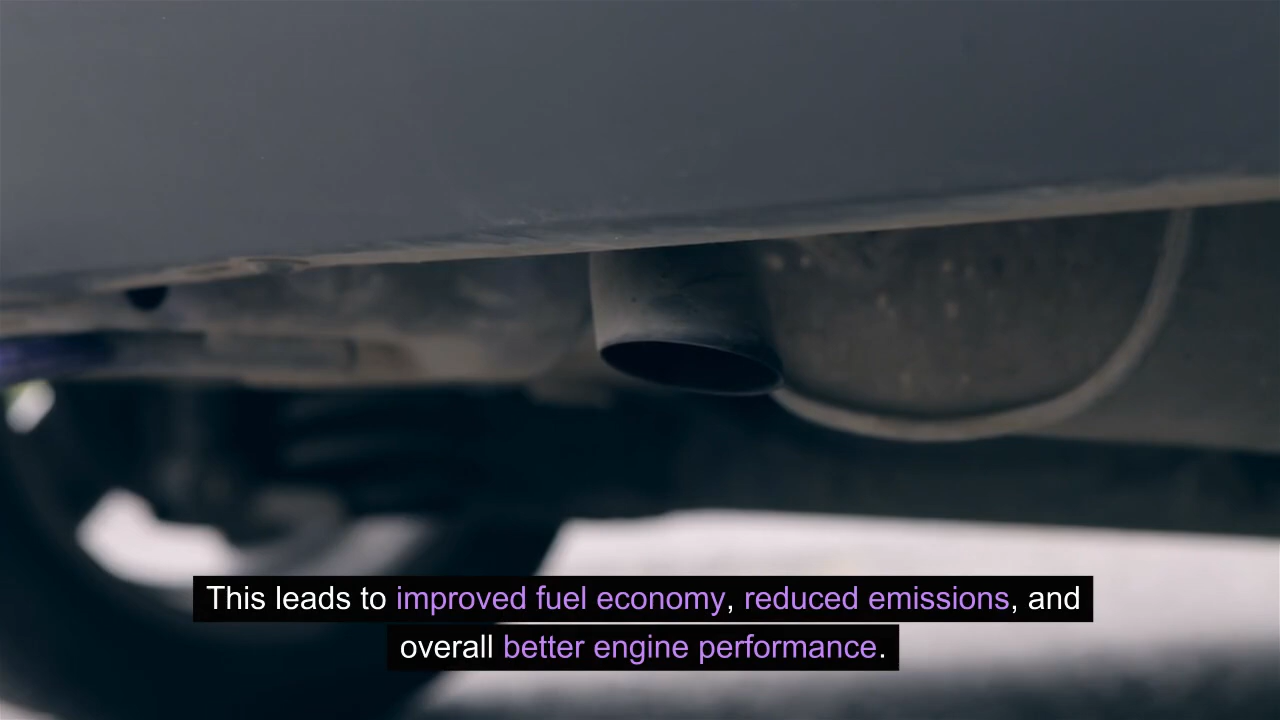 This leads to improved fuel economy, reduced emissions, and
overall better engine performance.